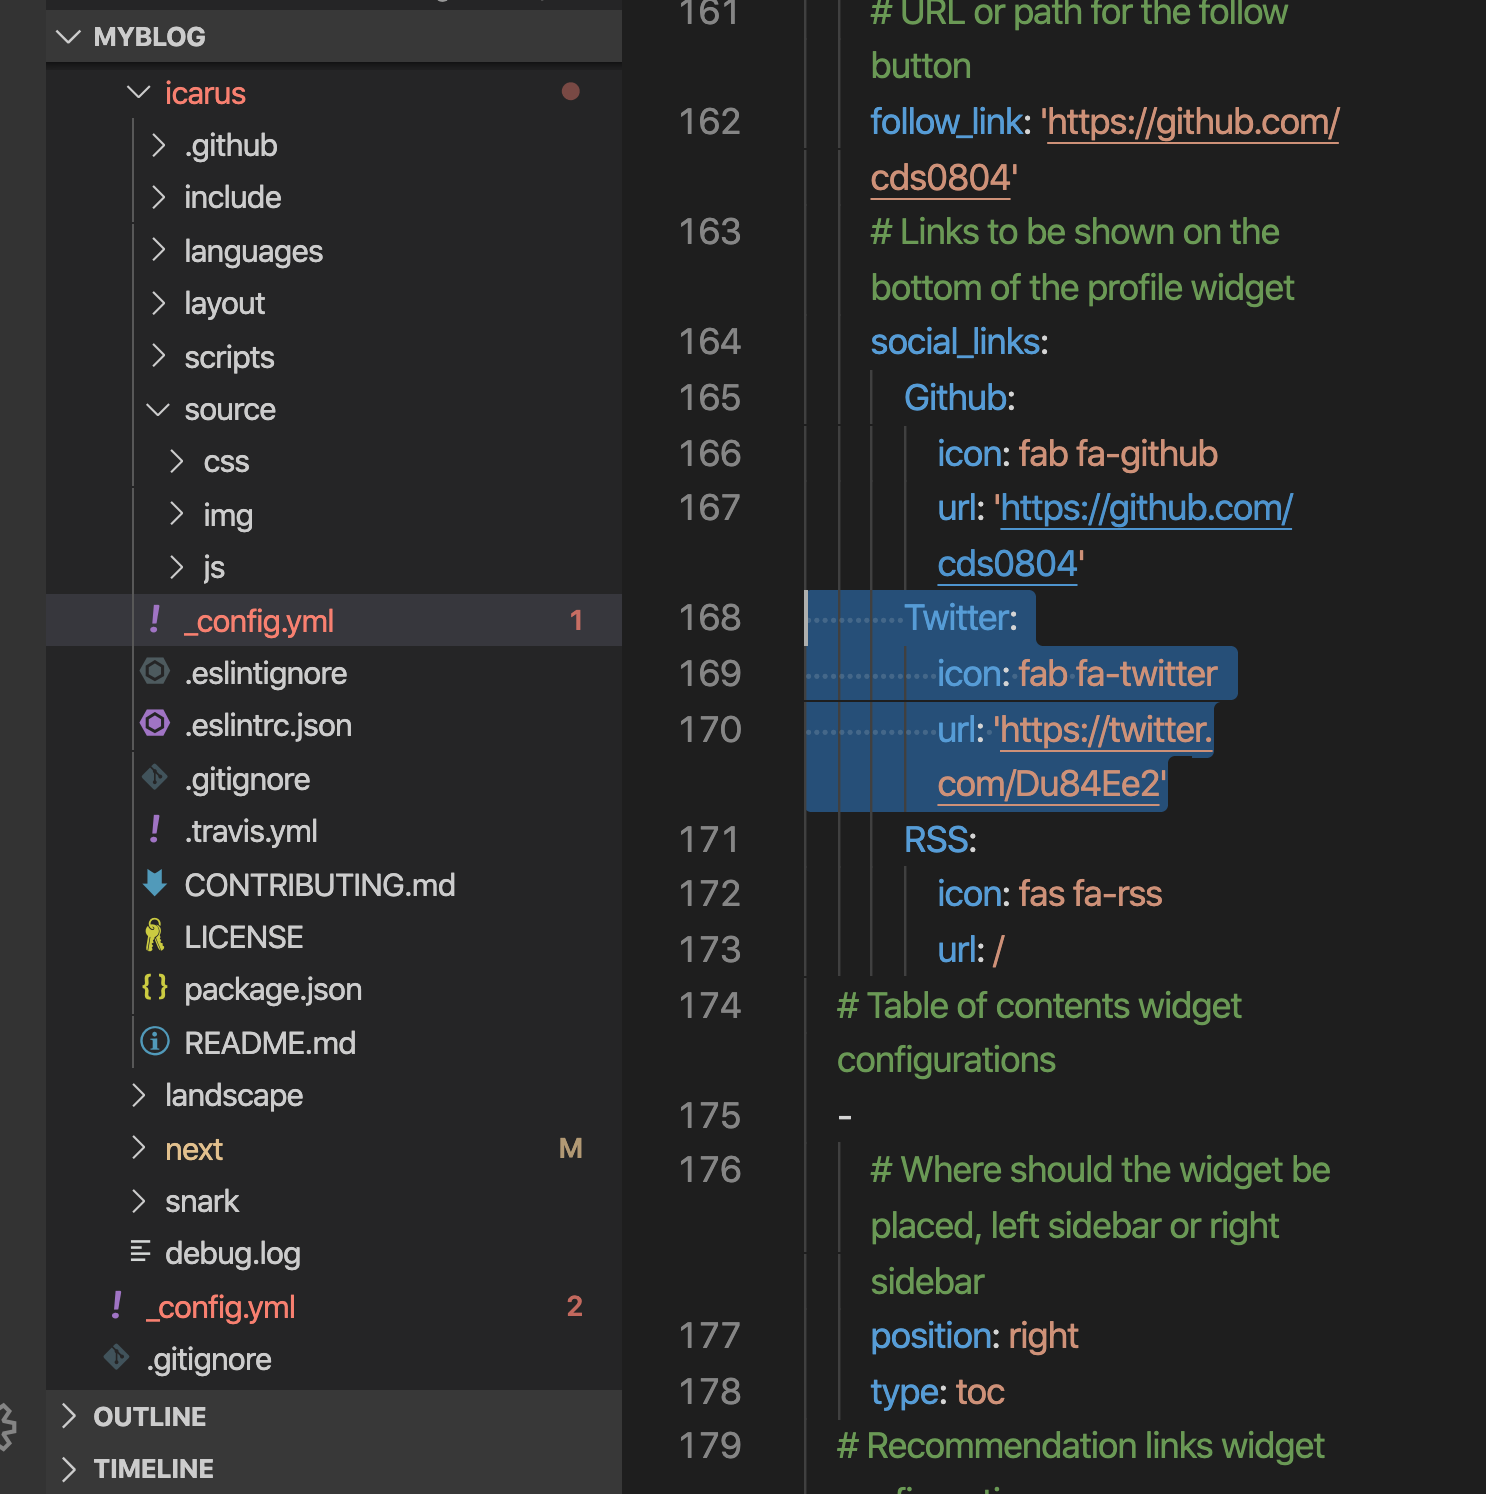 MYBLOG
icarus
.github
include
languages
layout
scripts
source
css
img
js
_config.yml 1
.eslintignore
.eslintrc.json
.gitignore
.travis.yml
CONTRIBUTING.md
LICENSE
package.json
README.md
landscape
next M
snark
debug.log
_config.yml 2
.gitignore
OUTLINE
TIMELINE
161 # URL or path for the follow
button
162 follow_link: 'https://github.com/
cds0804'
163 # Links to be shown on the
bottom of the profile widget
164 social_links:
165 Github:
166 icon: fab fa-github
167 url: 'https://github.com/
cds0804'
168 Twitter:
169 icon: fab fa-twitter
170 url: 'https://twitter.
com/Du84Ee2'
171 RSS:
172 icon: fas fa-rss
173 url: /
174 # Table of contents widget
configurations
175 -
176 # Where should the widget be
placed, left sidebar or right
sidebar
177 position: right
178 type: toc
179 # Recommendation links widget